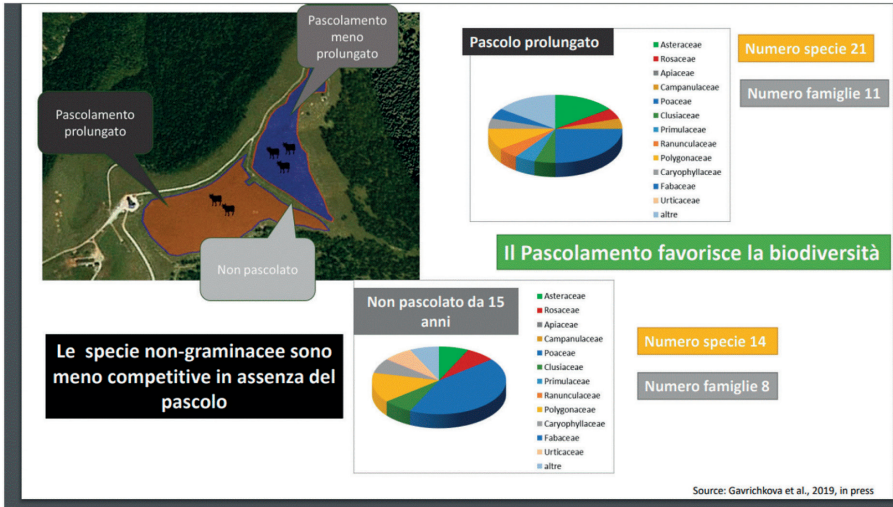 Pascolamento
meno
prolungato
Pascolamento
prolungato
Non pascolato
Pascolo prolungato
Asteraceae
Rosaceae
Apiaceae
Campanulaceae
Poaceae
Clusiaceae
Primulaceae
Ranunculaceae
Polygonaceae
Caryophyllaceae
Fabaceae
Urticaceae
altre
Numero specie 21
Numero famiglie 11
Il Pascolamento favorisce la biodiversità
Le specie non-graminacee sono
meno competitive in assenza del
pascolo
Non pascolato da 15
anni
Asteraceae
Rosaceae
Apiaceae
Campanulaceae
Poaceae
Clusiaceae
Primulaceae
Ranunculaceae
Polygonaceae
Caryophyllaceae
Fabaceae
Urticaceae
altre
Numero specie 14
Numero famiglie 8
Source: Gavrichkova et al., 2019, in press